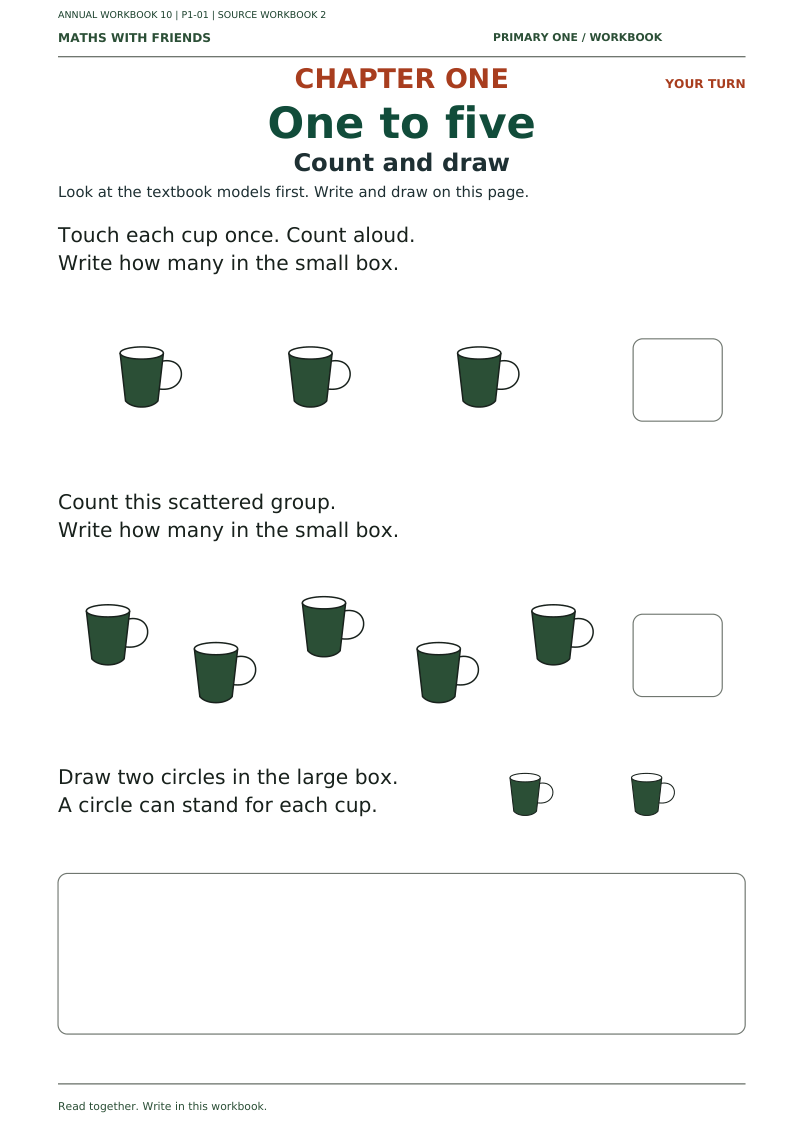 ANNUAL WORKBOOK 10 | P1-01 | SOURCE WORKBOOK 2
MATHS WITH FRIENDS
PRIMARY ONE / WORKBOOK
CHAPTER ONE
YOUR TURN
One to five
Count and draw
Look at the textbook models first. Write and draw on this page.
Touch each cup once. Count aloud.
Write how many in the small box.
Count this scattered group.
Write how many in the small box.
Draw two circles in the large box.
A circle can stand for each cup.
Read together. Write in this workbook.